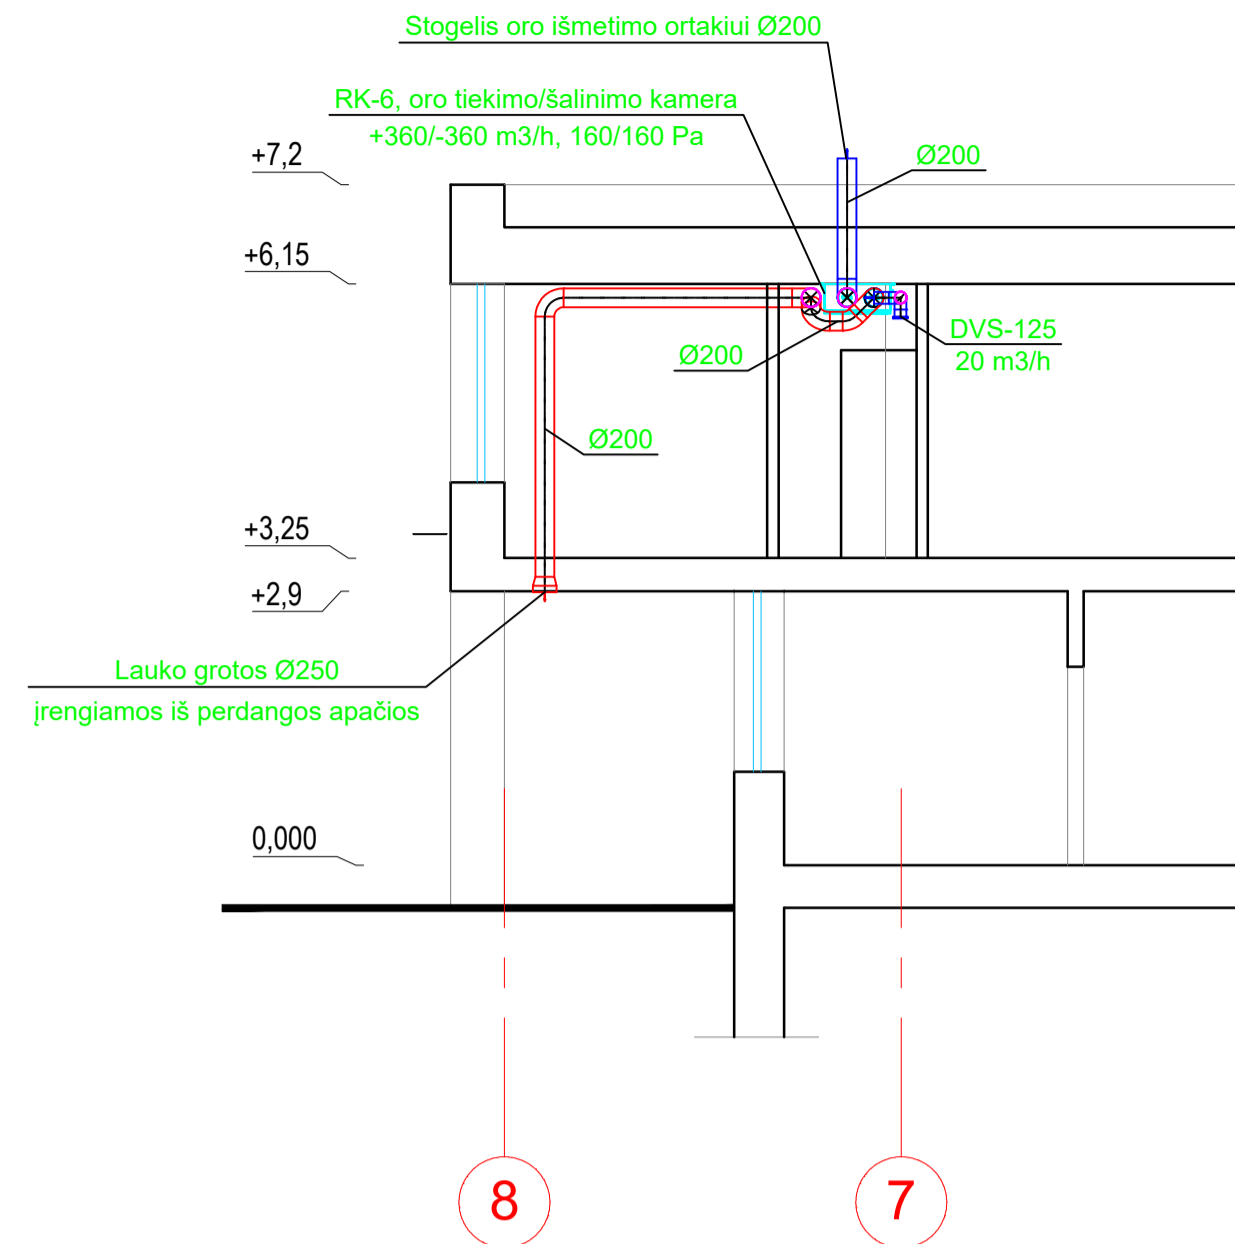 Stogelis oro išmetimo ortakiui Ø200
RK-6, oro tiekimo/šalinimo kamera
+360/-360 m3/h, 160/160 Pa
+7,2
Ø200
+6,15
DVS-125
20 m3/h
Ø200
Ø200
+3,25
+2,9
Lauko grotos Ø250
įrengiamos iš perdangos apačios
0,000
8
7